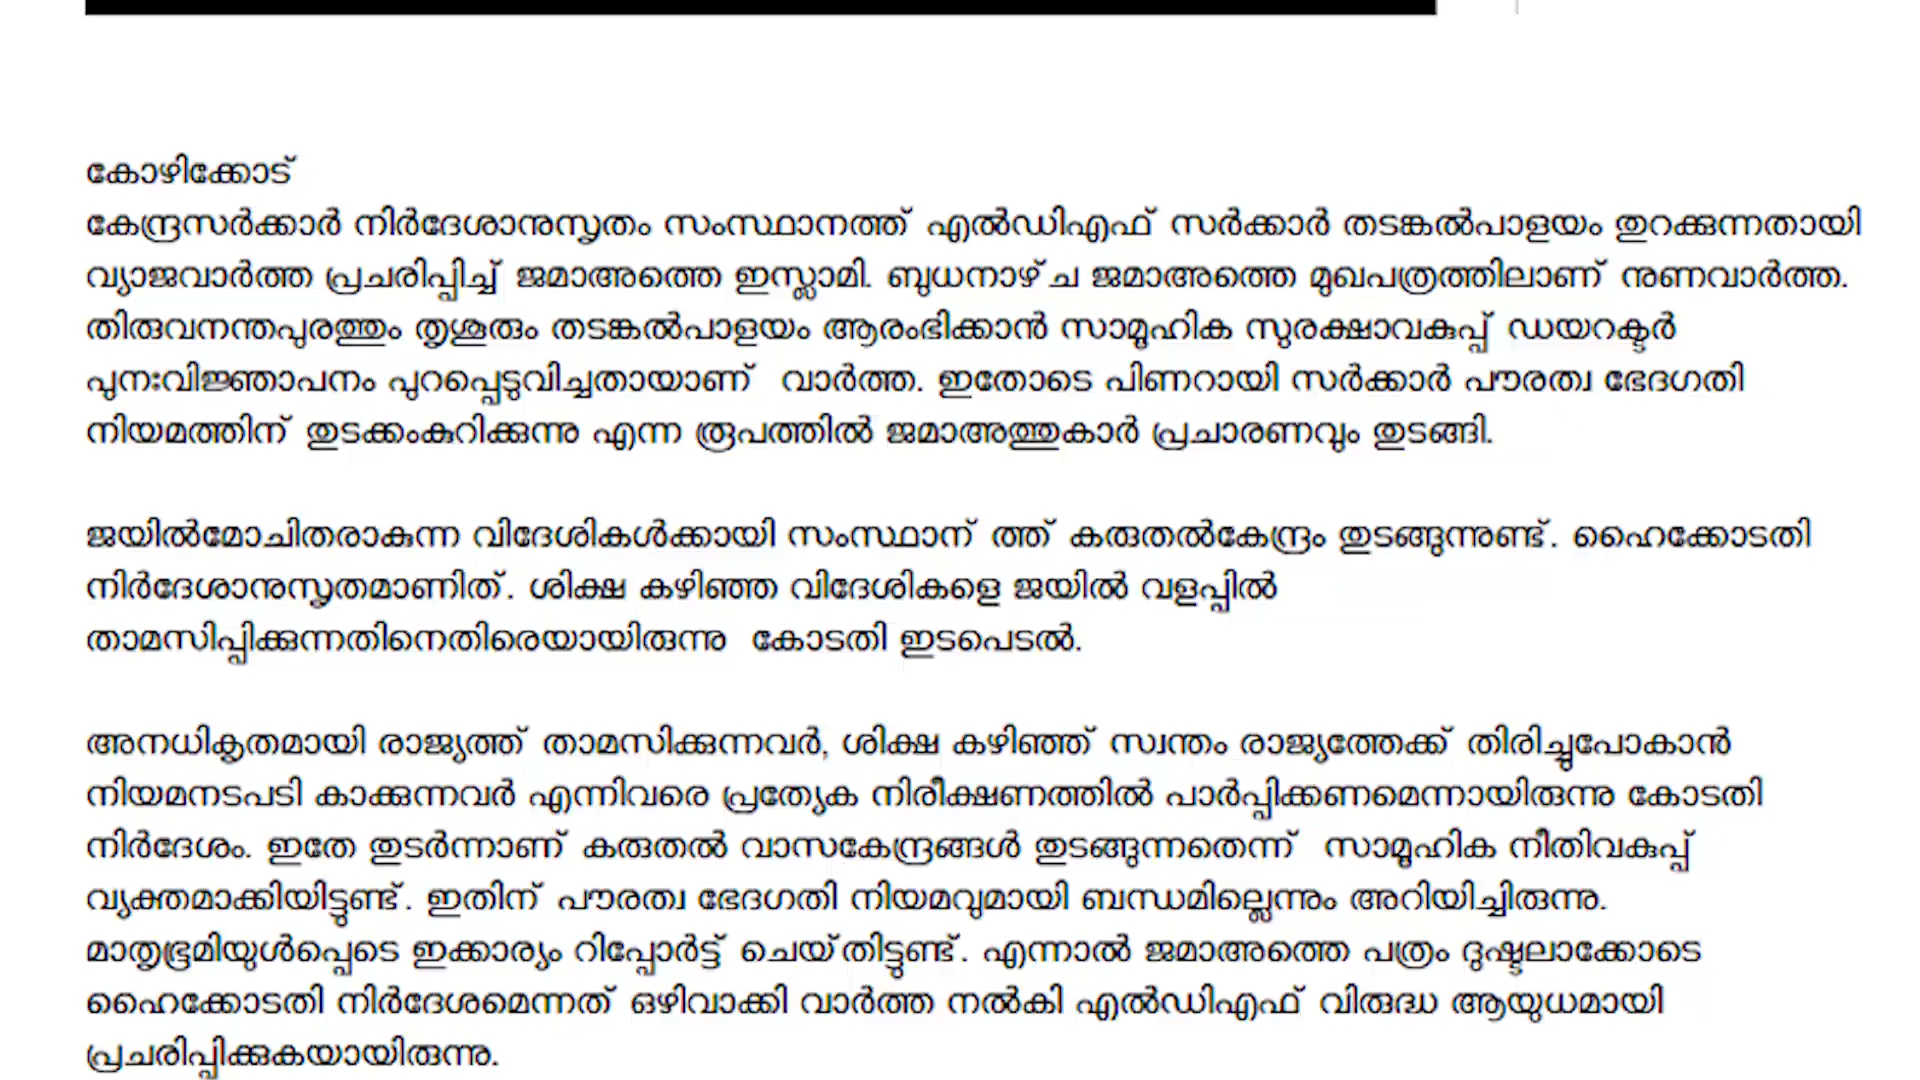 കോഴിക്കോട്
കേന്ദ്രസർക്കാർ നിർദേശാനുസൃതം സംസ്ഥാനത്ത് എൽഡിഎഫ് സർക്കാർ തടങ്കൽപാളയം തുറക്കുന്നതായി
വ്യാജവാർത്ത പ്രചരിപ്പിച്ച് ജമാഅത്തെ ഇസ്ലാമി. ബുധനാഴ്ച ജമാഅത്തെ മുഖപത്രത്തിലാണ് നുണവാർത്ത.
തിരുവനന്തപുരത്തും തൃശൂരും തടങ്കൽപാളയം ആരംഭിക്കാൻ സാമൂഹിക സുരക്ഷാവകുപ്പ് ഡയറക്ടർ
പുനഃവിജ്ഞാപനം പുറപ്പെടുവിച്ചതായാണ് വാർത്ത. ഇതോടെ പിണറായി സർക്കാർ പൗരത്വ ഭേദഗതി
നിയമത്തിന് തുടക്കംകുറിക്കുന്നു എന്ന രൂപത്തിൽ ജമാഅത്തുകാർ പ്രചാരണവും തുടങ്ങി.
ജയിൽമോചിതരാകുന്ന വിദേശികൾക്കായി സംസ്ഥാന് ത്ത് കരുതൽകേന്ദ്രം തുടങ്ങുന്നുണ്ട്. ഹൈക്കോടതി
നിർദേശാനുസൃതമാണിത്. ശിക്ഷ കഴിഞ്ഞ വിദേശികളെ ജയിൽ വളപ്പിൽ
താമസിപ്പിക്കുന്നതിനെതിരെയായിരുന്നു കോടതി ഇടപെടൽ.
അനധികൃതമായി രാജ്യത്ത് താമസിക്കുന്നവർ, ശിക്ഷ കഴിഞ്ഞ് സ്വന്തം രാജ്യത്തേക്ക് തിരിച്ചുപോകാൻ
നിയമനടപടി കാക്കുന്നവർ എന്നിവരെ പ്രത്യേക നിരീക്ഷണത്തിൽ പാർപ്പിക്കണമെന്നായിരുന്നു കോടതി
നിർദേശം. ഇതേ തുടർന്നാണ് കരുതൽ വാസകേന്ദ്രങ്ങൾ തുടങ്ങുന്നതെന്ന് സാമൂഹിക നീതിവകുപ്പ്
വ്യക്തമാക്കിയിട്ടുണ്ട്. ഇതിന് പൗരത്വ ഭേദഗതി നിയമവുമായി ബന്ധമില്ലെന്നും അറിയിച്ചിരുന്നു.
മാതൃഭൂമിയുൾപ്പെടെ ഇക്കാര്യം റിപ്പോർട്ട് ചെയ്തിട്ടുണ്ട്. എന്നാൽ ജമാഅത്തെ പത്രം ദുഷ്ടലാക്കോടെ
ഹൈക്കോടതി നിർദേശമെന്നത് ഒഴിവാക്കി വാർത്ത നൽകി എൽഡിഎഫ് വിരുദ്ധ ആയുധമായി
പ്രചരിപ്പിക്കുകയായിരുന്നു.